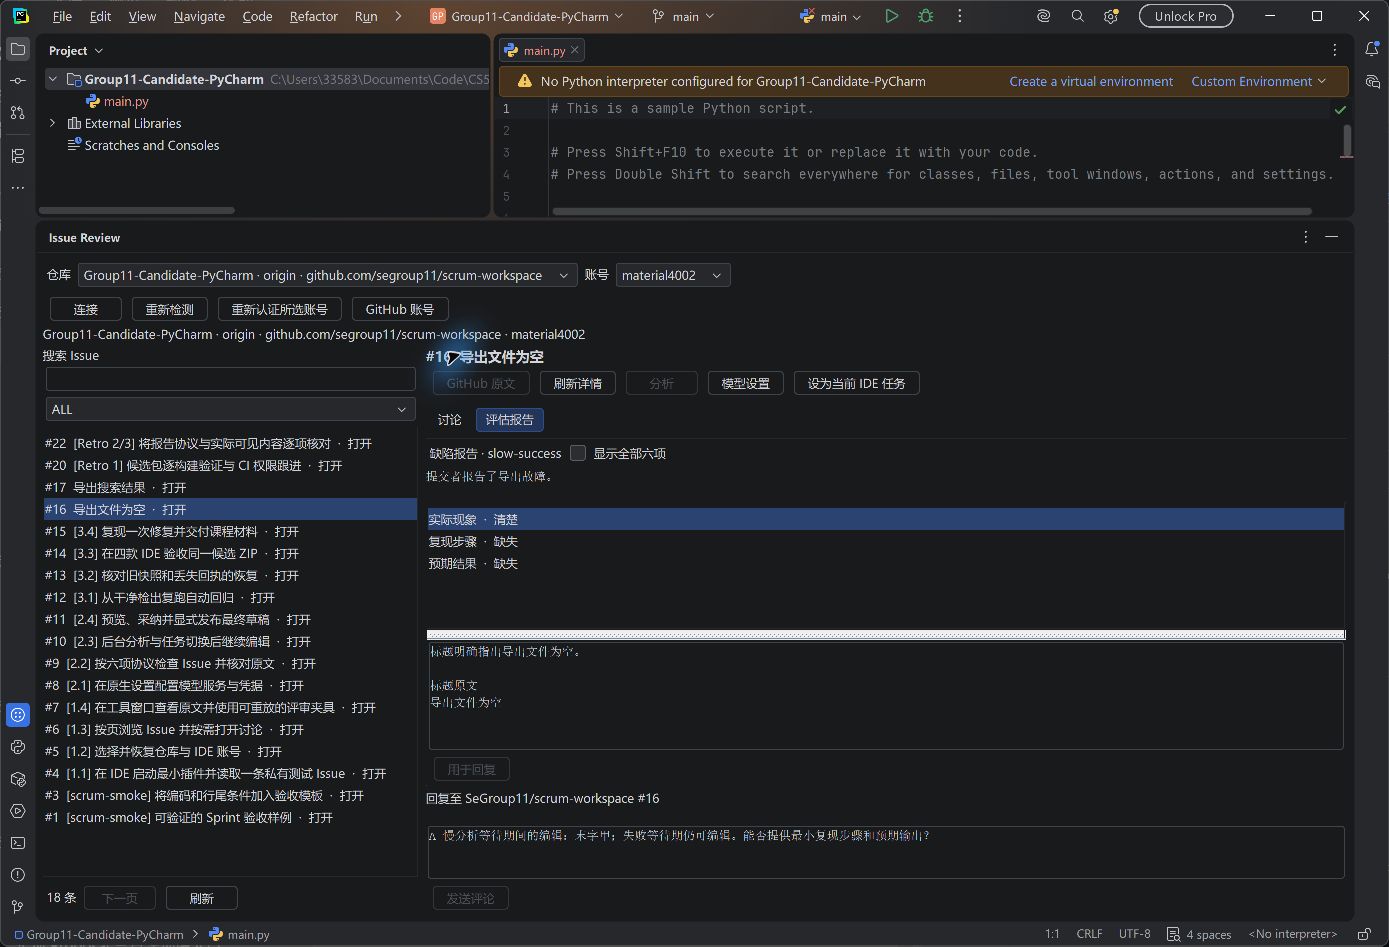 PC File Edit View Navigate Code Refactor Run GP Group11-Candidate-PyCharm main main Unlock Pro
Project
Group11-Candidate-PyCharm C:\Users\33583\Documents\Code\CS5
main.py
External Libraries
Scratches and Consoles
main.py
No Python interpreter configured for Group11-Candidate-PyCharm Create a virtual environment Custom Environment
1 # This is a sample Python script.
2
3 # Press Shift+F10 to execute it or replace it with your code.
4 # Press Double Shift to search everywhere for classes, files, tool windows, actions, and settings.
5
Issue Review
仓库 Group11-Candidate-PyCharm · origin · github.com/segroup11/scrum-workspace 账号 material4002
连接 重新检测 重新认证所选账号 GitHub 账号
Group11-Candidate-PyCharm · origin · github.com/segroup11/scrum-workspace · material4002
搜索 Issue
ALL
#22 [Retro 2/3] 将报告协议与实际可见内容逐项核对 · 打开
#20 [Retro 1] 候选包逐构建验证与 CI 权限跟进 · 打开
#17 导出搜索结果 · 打开
#16 导出文件为空 · 打开
#15 [3.4] 复现一次修复并交付课程材料 · 打开
#14 [3.3] 在四款 IDE 验收同一候选 ZIP · 打开
#13 [3.2] 核对旧快照和丢失回执的恢复 · 打开
#12 [3.1] 从干净检出复跑自动回归 · 打开
#11 [2.4] 预览、采纳并显式发布最终草稿 · 打开
#10 [2.3] 后台分析与任务切换后继续编辑 · 打开
#9 [2.2] 按六项协议检查 Issue 并核对原文 · 打开
#8 [2.1] 在原生设置配置模型服务与凭据 · 打开
#7 [1.4] 在工具窗口查看原文并使用可重放的评审夹具 · 打开
#6 [1.3] 按页浏览 Issue 并按需打开讨论 · 打开
#5 [1.2] 选择并恢复仓库与 IDE 账号 · 打开
#4 [1.1] 在 IDE 启动最小插件并读取一条私有测试 Issue · 打开
#3 [scrum-smoke] 将编码和行尾条件加入验收模板 · 打开
#1 [scrum-smoke] 可验证的 Sprint 验收样例 · 打开
18 条 下一页 刷新
#16 导出文件为空
GitHub 原文 刷新详情 分析 模型设置 设为当前 IDE 任务
讨论 评估报告
缺陷报告 · slow-success 显示全部六项
提交者报告了导出故障。
实际现象 · 清楚
复现步骤 · 缺失
预期结果 · 缺失
标题明确指出导出文件为空。
标题原文
导出文件为空
用于回复
回复至 SeGroup11/scrum-workspace #16
A 慢分析等待期间的编辑：末字甲；失败等待期仍可编辑。能否提供最小复现步骤和预期输出？
发送评论
Group11-Candidate-PyCharm main.py 1:1 CRLF UTF-8 4 spaces <No interpreter>